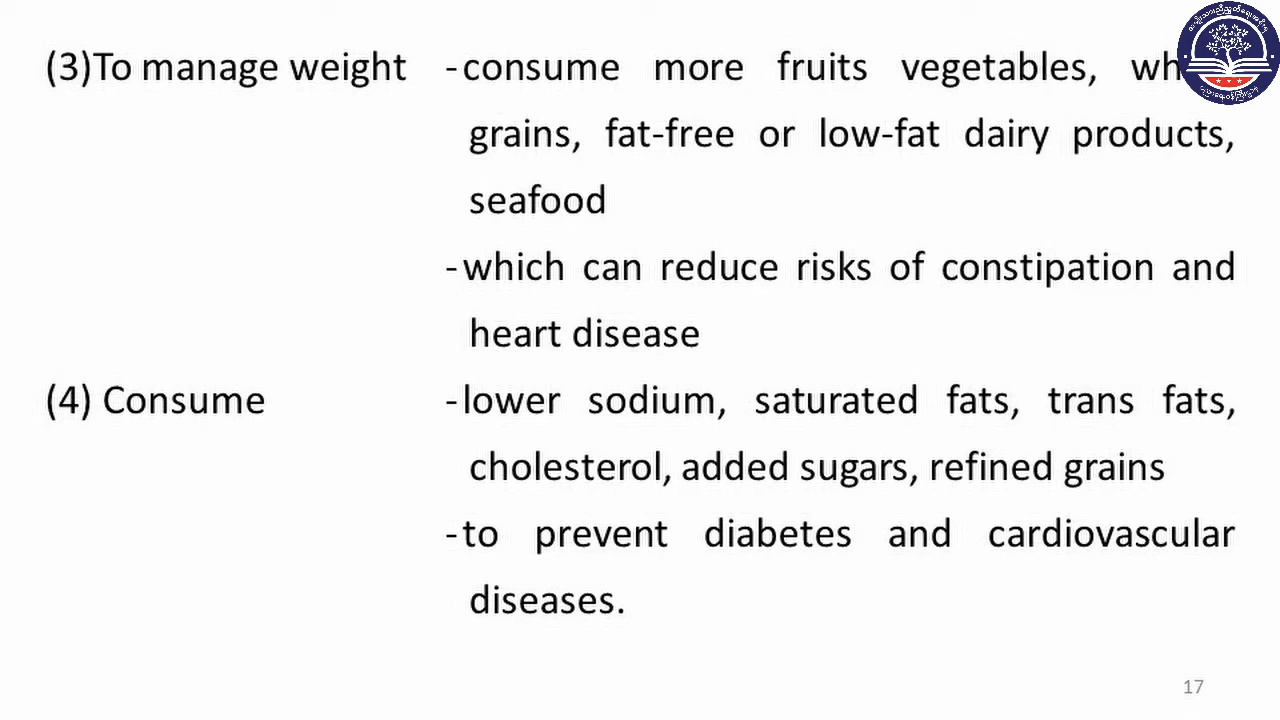 (3)To manage weight -consume more fruits vegetables,
grains, fat-free or low-fat dairy products,
seafood
-which can reduce risks of constipation and
heart disease
(4) Consume -lower sodium, saturated fats, trans fats,
cholesterol, added sugars, refined grains
-to prevent diabetes and cardiovascular
diseases.
17